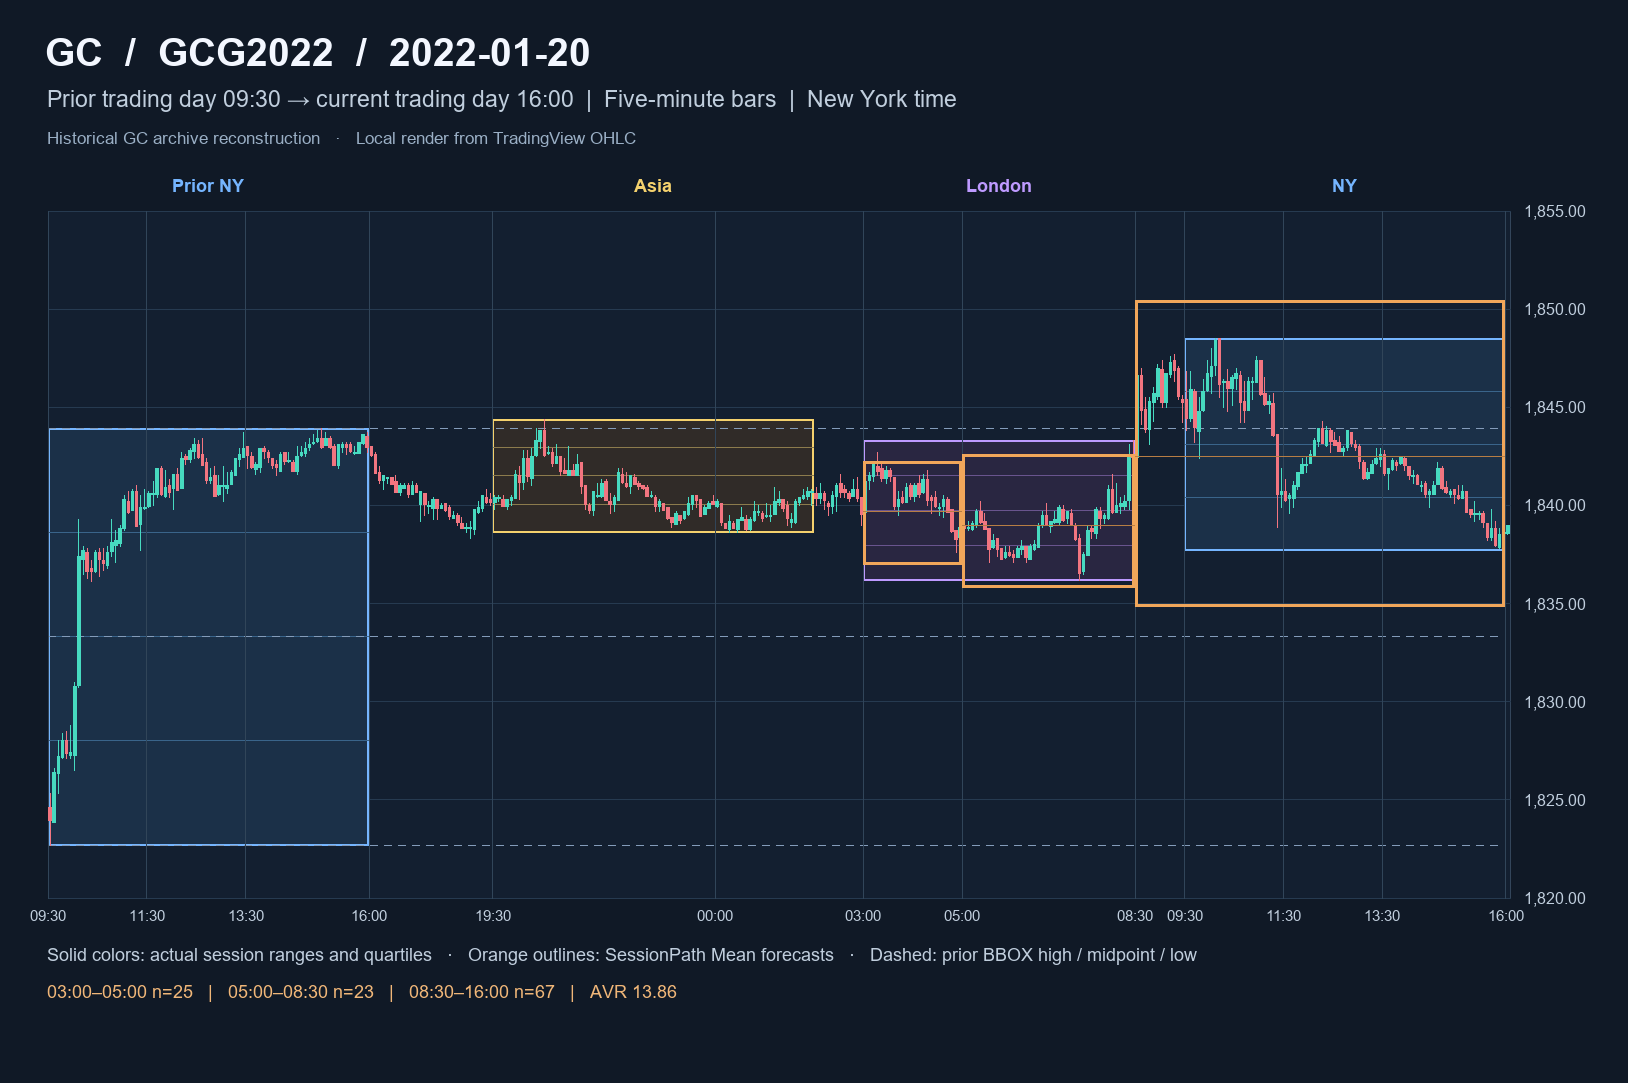 GC / GCG2022 / 2022-01-20
Prior trading day 09:30 → current trading day 16:00 | Five-minute bars | New York time
Historical GC archive reconstruction · Local render from TradingView OHLC
Prior NY Asia London NY
1,855.00
1,850.00
1,845.00
1,840.00
1,835.00
1,830.00
1,825.00
1,820.00
09:30 11:30 13:30 16:00 19:30 00:00 03:00 05:00 08:30 09:30 11:30 13:30 16:00
Solid colors: actual session ranges and quartiles · Orange outlines: SessionPath Mean forecasts · Dashed: prior BBOX high / midpoint / low
03:00–05:00 n=25 | 05:00–08:30 n=23 | 08:30–16:00 n=67 | AVR 13.86